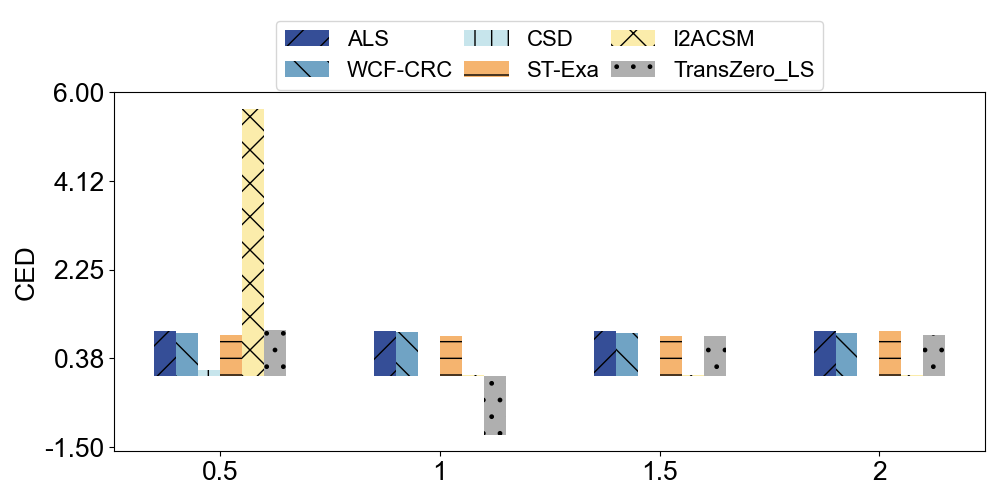 ALS CSD I2ACSM
WCF-CRC ST-Exa TransZero_LS
6.00
4.12
2.25
0.38
-1.50
CED
0.5 1 1.5 2